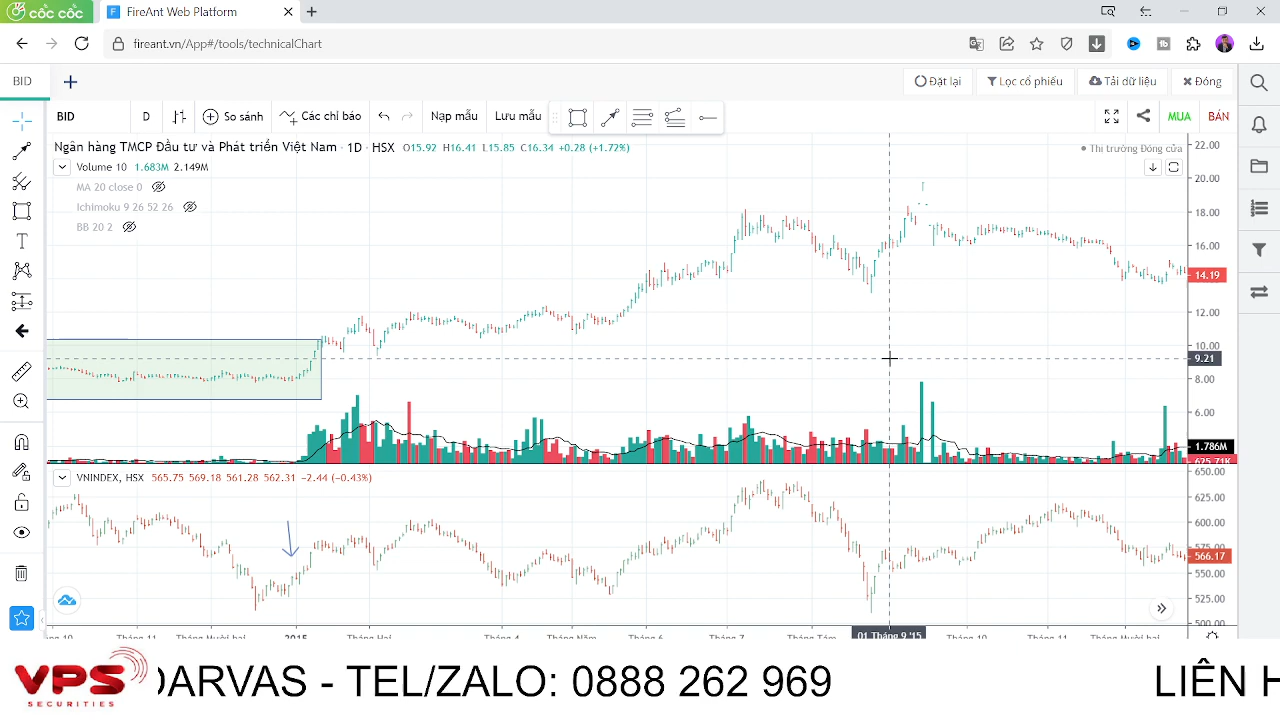 cốc cốc
FireAnt Web Platform
fireant.vn/App#/tools/technicalChart
BID
Đặt lại
Lọc cổ phiếu
Tải dữ liệu
Đóng
BID
D
So sánh
Các chỉ báo
Nạp mẫu
Lưu mẫu
MUA
BÁN
Ngân hàng TMCP Đầu tư và Phát triển Việt Nam · 1D · HSX O15.92 H16.41 L15.85 C16.34 +0.28 (+1.72%)
Thị trường Đóng cửa
Volume 10 1.683M 2.149M
MA 20 close 0
Ichimoku 9 26 52 26
BB 20 2
22.00
20.00
18.00
16.00
14.19
12.00
10.00
9.21
8.00
6.00
1.786M
625.71K
VNINDEX, HSX 565.75 569.18 561.28 562.31 −2.44 (−0.43%)
650.00
625.00
600.00
575.00
566.17
550.00
525.00
500.00
Tháng 11 Tháng Mười hai 2015 Tháng Hai Tháng 4 Tháng Năm Tháng 6 Tháng 7 Tháng Tám 01 Tháng 9 '15 Tháng 10 Tháng 11 Tháng Mười hai
VPS
SECURITIES
DARVAS - TEL/ZALO: 0888 262 969
LIÊN H